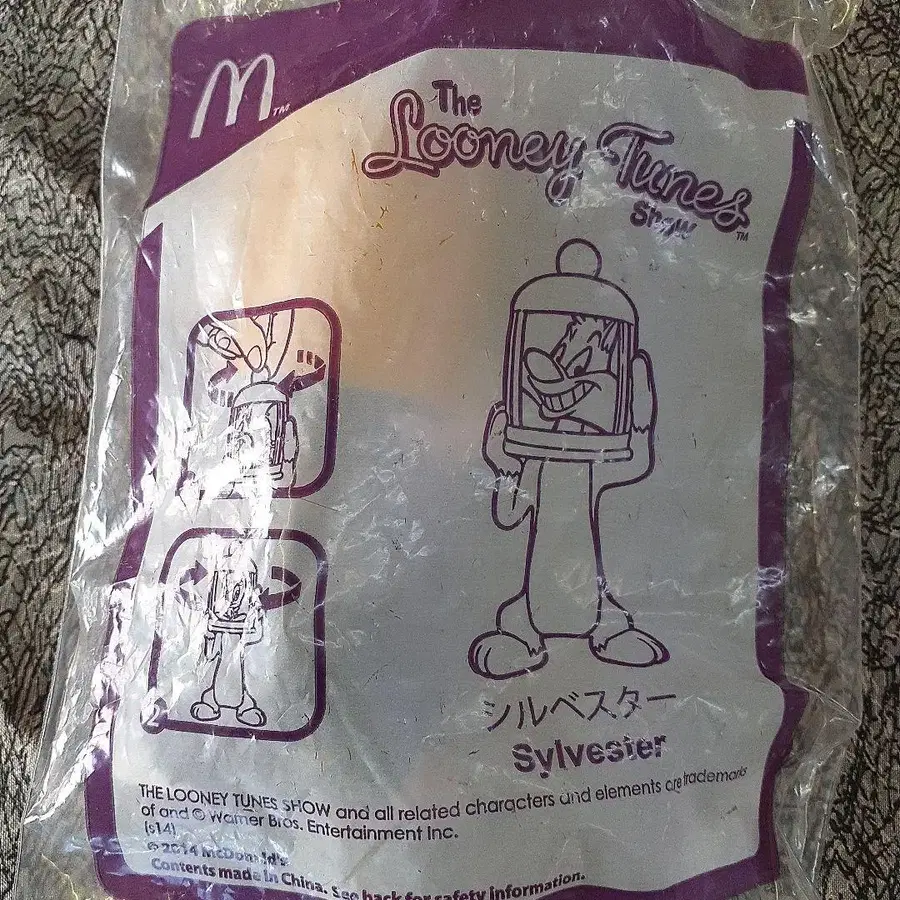 M™
The
Looney Tunes
Show™
シルベスター
Sylvester
THE LOONEY TUNES SHOW and all related characters and elements are trademarks
of and © Warner Bros. Entertainment Inc.
(s14)
© 2014 McDonald's
Contents made in China. See back for safety information.
2